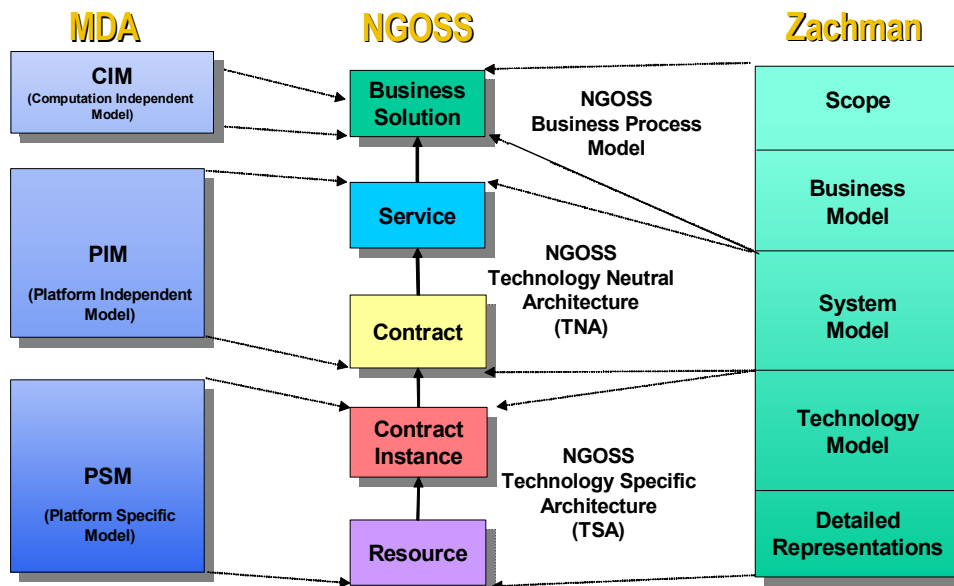 MDA
NGOSS
Zachman
CIM
(Computation Independent
Model)
PIM
(Platform Independent
Model)
PSM
(Platform Specific
Model)
Business
Solution
Service
Contract
Contract
Instance
Resource
NGOSS
Business Process
Model
NGOSS
Technology Neutral
Architecture
(TNA)
NGOSS
Technology Specific
Architecture
(TSA)
Scope
Business
Model
System
Model
Technology
Model
Detailed
Representations